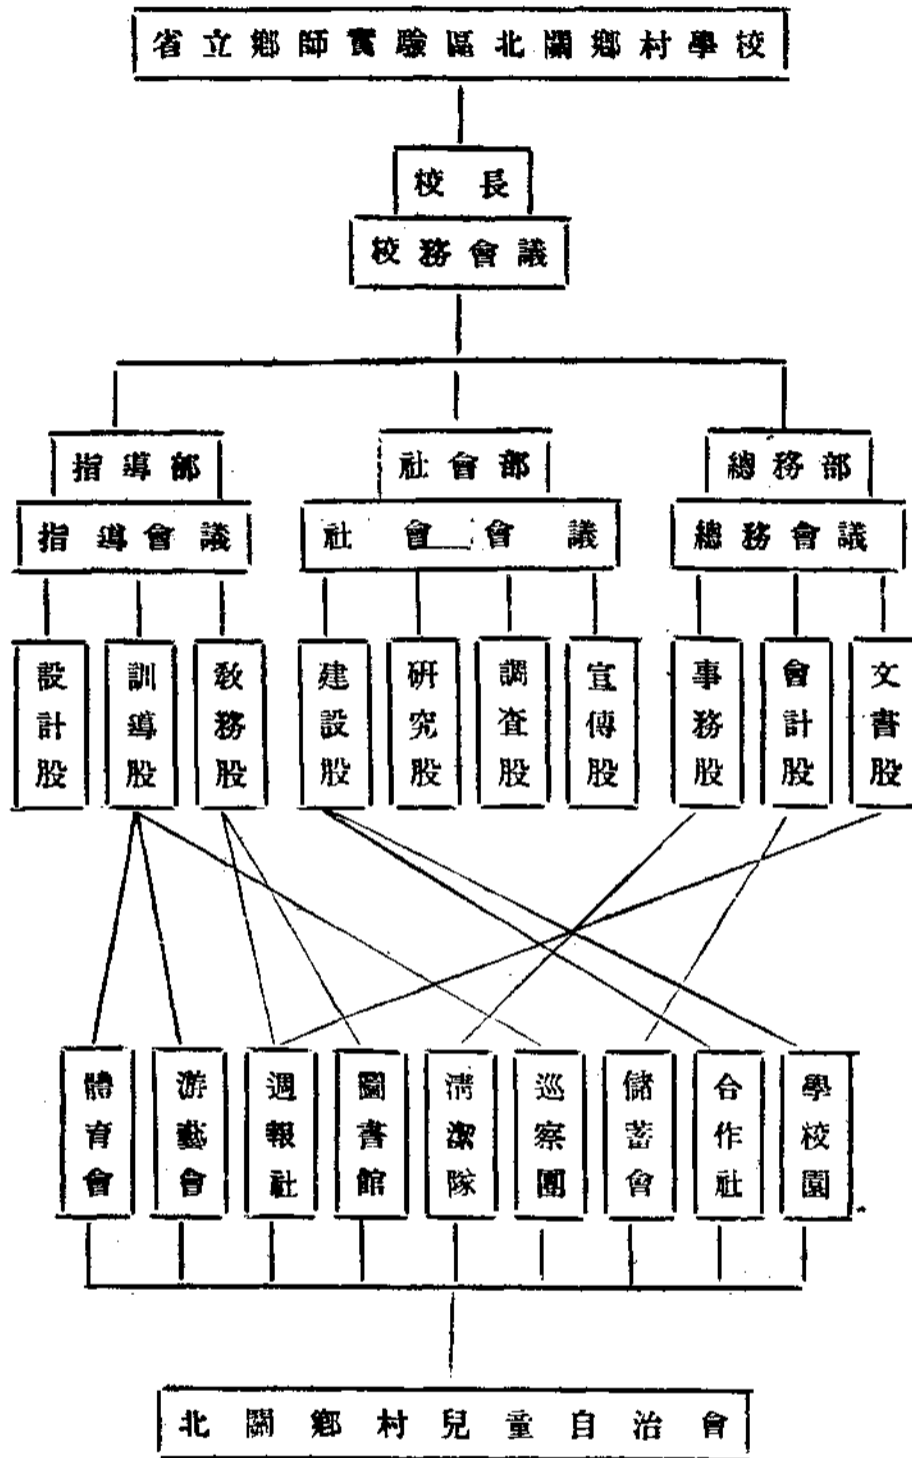 省立鄉師實驗區北關鄉村學校
校長
校務會議
指導部
社會部
總務部
指導會議
社會會議
總務會議
設計股
訓導股
教務股
建設股
研究股
調查股
宣傳股
事務股
會計股
文書股
體育會
游藝會
週報社
圖書館
清潔隊
巡察團
儲蓄會
合作社
學校園
北關鄉村兒童自治會